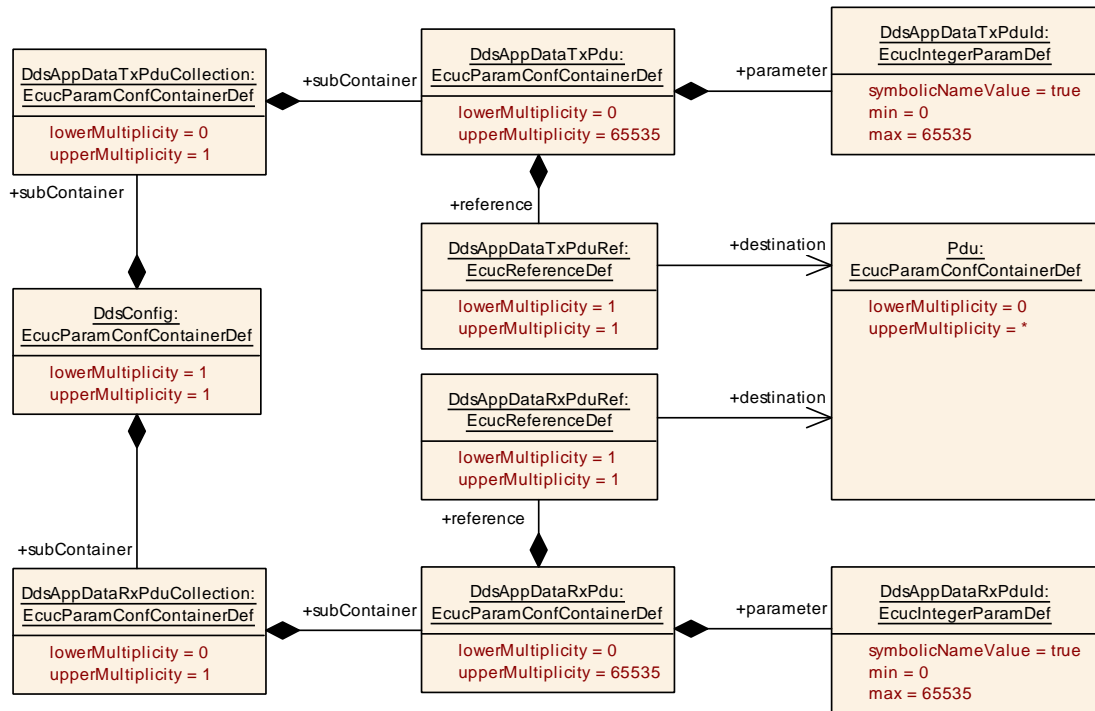 DdsAppDataTxPduCollection:
EcucParamConfContainerDef
lowerMultiplicity = 0
upperMultiplicity = 1
+subContainer
DdsAppDataTxPdu:
EcucParamConfContainerDef
lowerMultiplicity = 0
upperMultiplicity = 65535
+parameter
DdsAppDataTxPduId:
EcucIntegerParamDef
symbolicNameValue = true
min = 0
max = 65535
+subContainer
+reference
DdsAppDataTxPduRef:
EcucReferenceDef
lowerMultiplicity = 1
upperMultiplicity = 1
+destination
Pdu:
EcucParamConfContainerDef
lowerMultiplicity = 0
upperMultiplicity = *
DdsConfig:
EcucParamConfContainerDef
lowerMultiplicity = 1
upperMultiplicity = 1
DdsAppDataRxPduRef:
EcucReferenceDef
lowerMultiplicity = 1
upperMultiplicity = 1
+destination
+reference
+subContainer
DdsAppDataRxPduCollection:
EcucParamConfContainerDef
lowerMultiplicity = 0
upperMultiplicity = 1
+subContainer
DdsAppDataRxPdu:
EcucParamConfContainerDef
lowerMultiplicity = 0
upperMultiplicity = 65535
+parameter
DdsAppDataRxPduId:
EcucIntegerParamDef
symbolicNameValue = true
min = 0
max = 65535